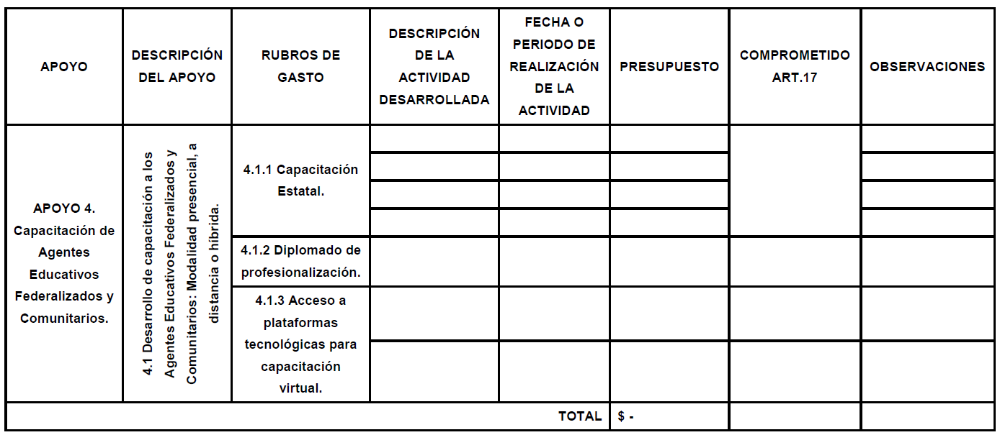 APOYO
DESCRIPCIÓN
DEL APOYO
RUBROS DE
GASTO
DESCRIPCIÓN
DE LA
ACTIVIDAD
DESARROLLADA
FECHA O
PERIODO DE
REALIZACIÓN
DE LA
ACTIVIDAD
PRESUPUESTO
COMPROMETIDO
ART.17
OBSERVACIONES
APOYO 4.
Capacitación de
Agentes
Educativos
Federalizados y
Comunitarios.
4.1 Desarrollo de capacitación a los
Agentes Educativos Federalizados y
Comunitarios: Modalidad presencial, a
distancia o híbrida.
4.1.1 Capacitación
Estatal.
4.1.2 Diplomado de
profesionalización.
4.1.3 Acceso a
plataformas
tecnológicas para
capacitación
virtual.
TOTAL
$ -